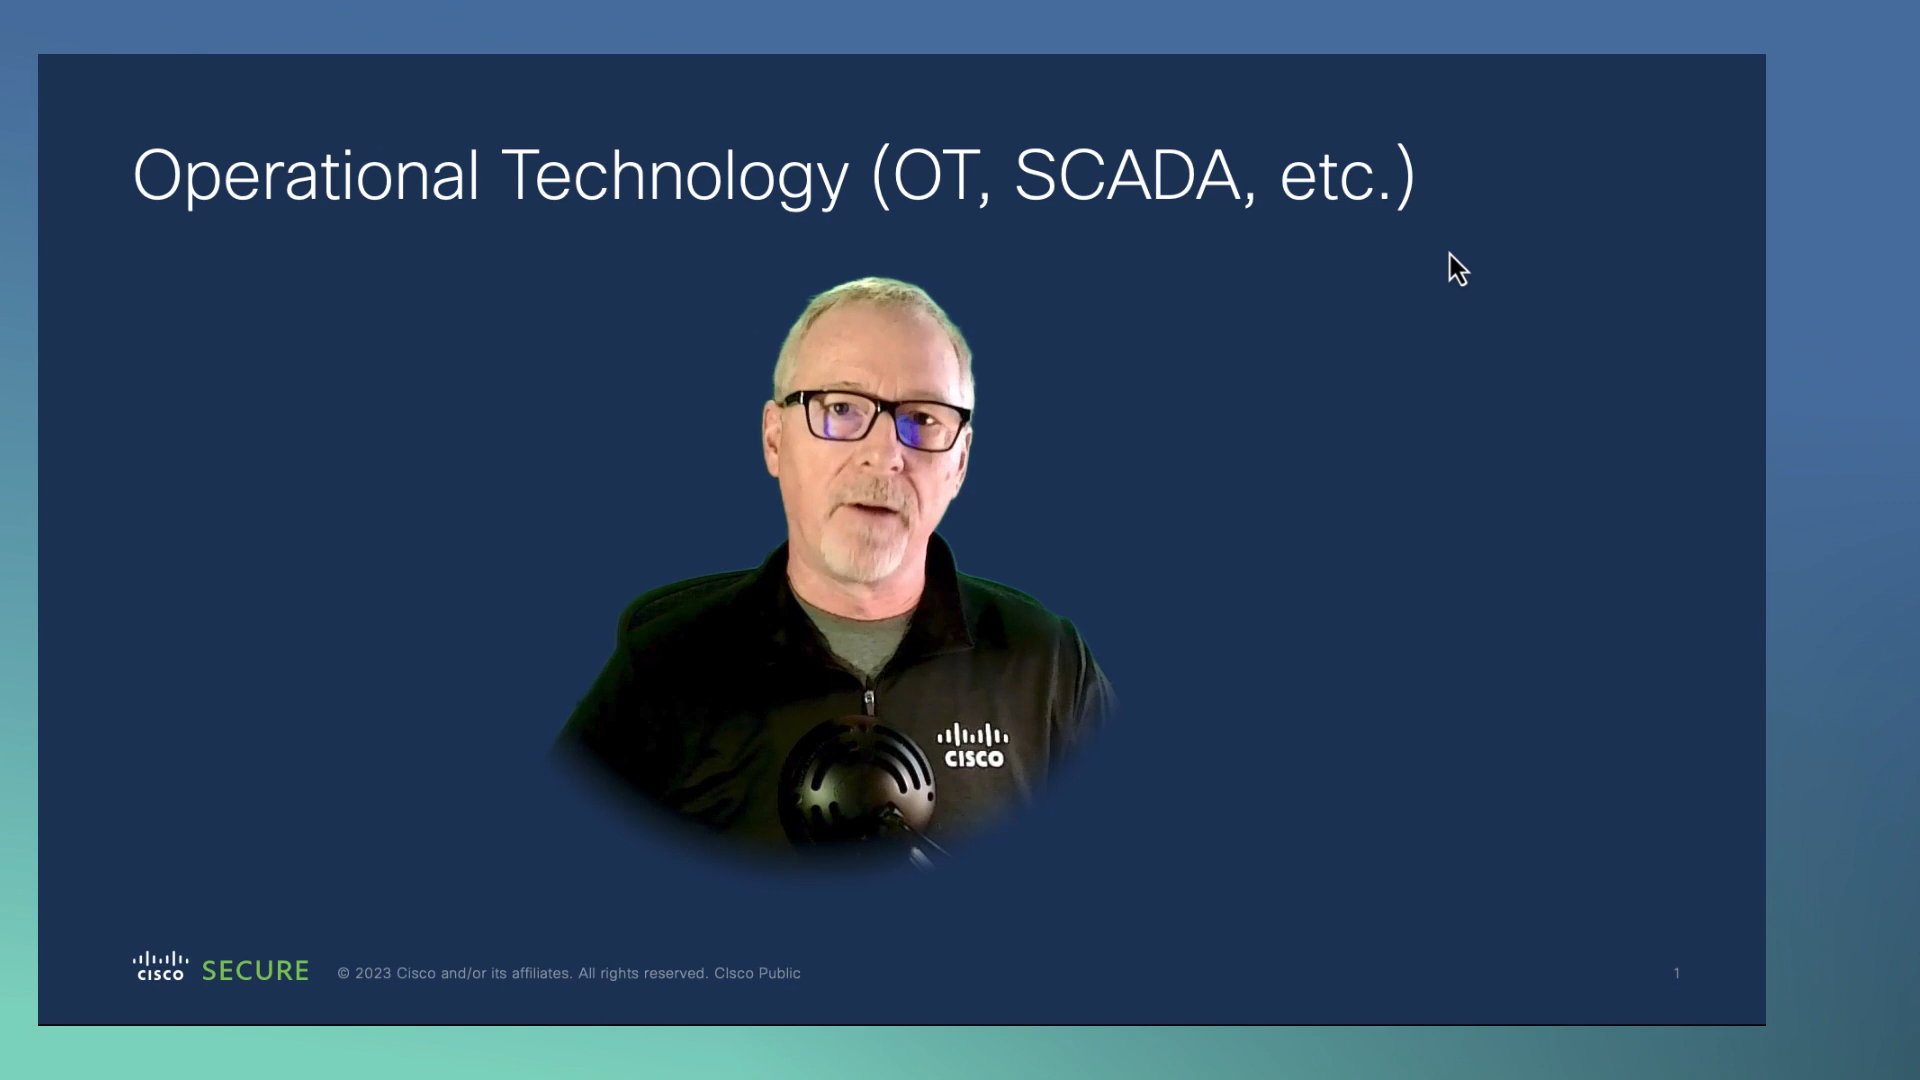 Operational Technology (OT, SCADA, etc.)
CISCO
CISCO SECURE © 2023 Cisco and/or its affiliates. All rights reserved. CIsco Public 1